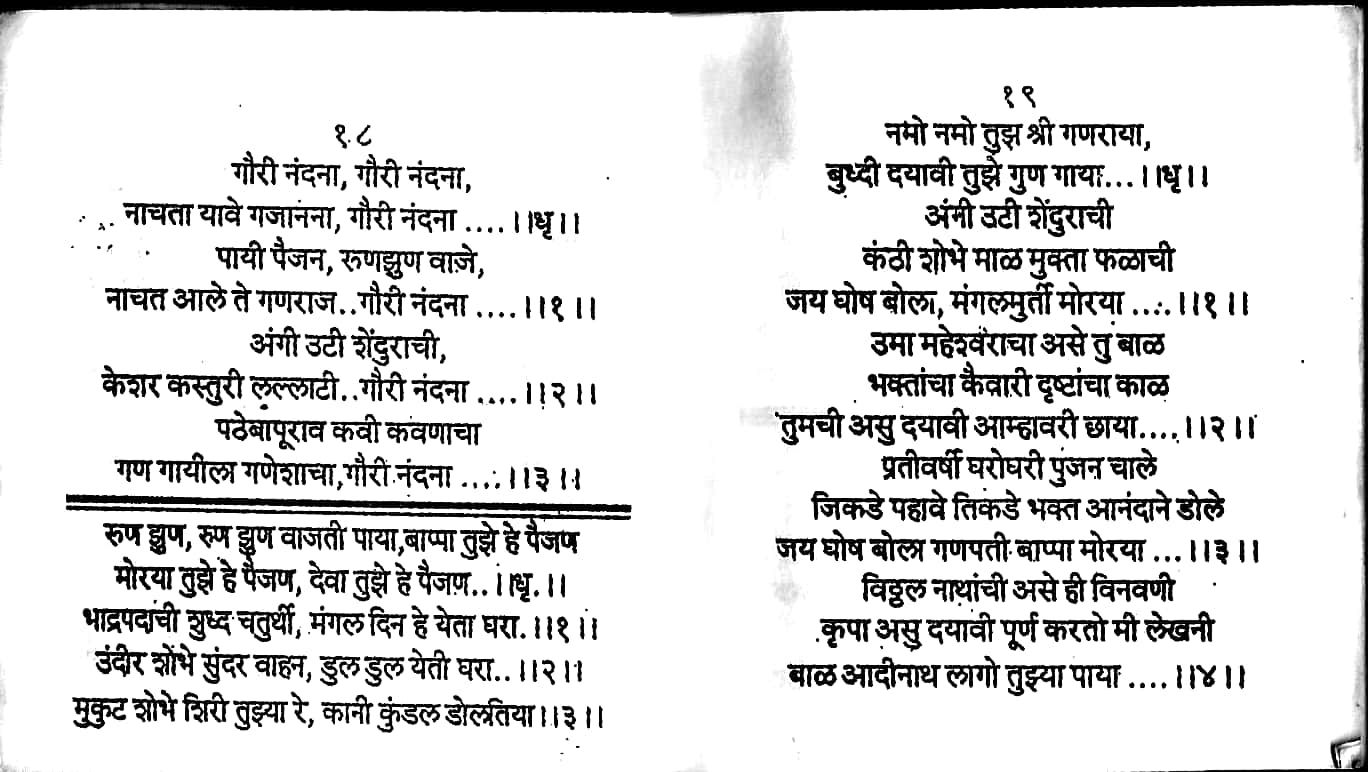 १८
गौरी नंदना, गौरी नंदना,
नाचता यावे गजानना, गौरी नंदना ....।।धृ।।
पायी पैजन, रूणझुण वाजे,
नाचत आले ते गणराज..गौरी नंदना ....।।१।।
अंगी उटी शेंदुराची,
केशर कस्तुरी लल्लाटी..गौरी नंदना ....।।२।।
पठेबापूराव कवी कवणाचा
गण गायीला गणेशाचा,गौरी नंदना ....।।३।।
रुण झुण, रुण झुण वाजती पाया,बाप्पा तुझे हे पैजण
मोरया तुझे हे पैजण, देवा तुझे हे पैजण..।।धृ.।।
भाद्रपदाची शुध्द चतुर्थी, मंगल दिन हे येता घरा.।।१।।
उंदीर शोंभे सुंदर वाहन, डुल डुल येती घरा..।।२।।
मुकुट शोभे शिरी तुझ्या रे, कानी कुंडल डोलतिया।।३।।
१९
नमो नमो तुझ श्री गणराया,
बुध्दी दयावी तुझे गुण गाया...।।धृ।।
अंगी उटी शेंदुराची
कंठी शोभे माळ मुक्ता फळाची
जय घोष बोला, मंगलमुर्ती मोरया ....।।१।।
उमा महेश्वराचा असे तु बाळ
भक्तांचा कैवारी दृष्टांचा काळ
तुमची असु दयावी आम्हावरी छाया....।।२।।
प्रतीवर्षी घरोघरी पुजन चाले
जिकडे पहावे तिकडे भक्त आनंदाने डोले
जय घोष बोला गणपती बाप्पा मोरया ...।।३।।
विठ्ठल नाथांची असे ही विनवणी
कृपा असु दयावी पूर्ण करतो मी लेखनी
बाळ आदीनाथ लागो तुझ्या पाया ....।।४।।